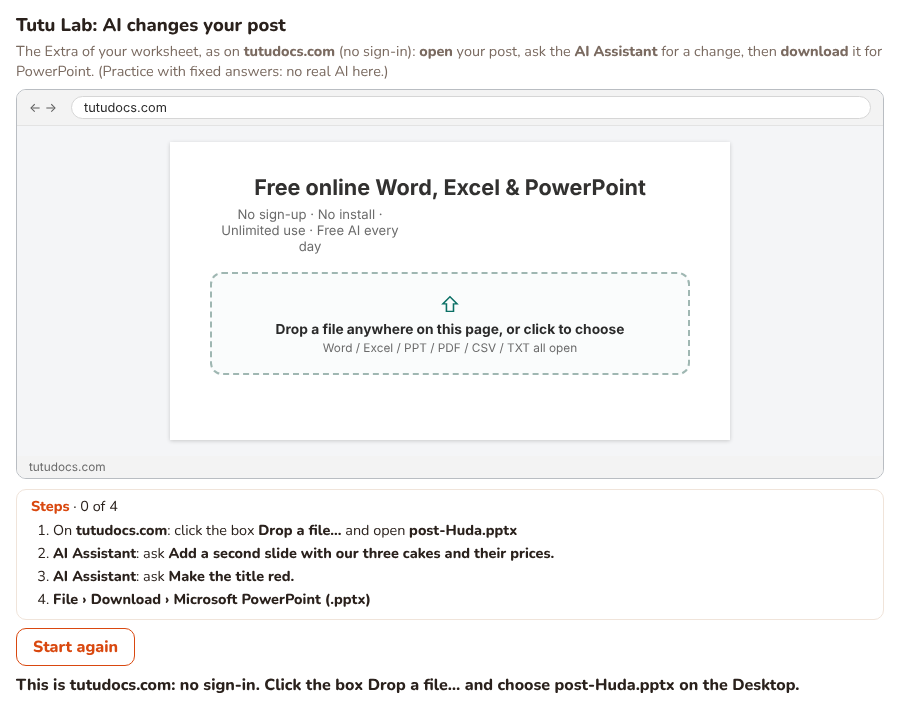 Tutu Lab: AI changes your post
The Extra of your worksheet, as on tutudocs.com (no sign-in): open your post, ask the AI Assistant for a change, then download it for
PowerPoint. (Practice with fixed answers: no real AI here.)
← → tutudocs.com
Free online Word, Excel & PowerPoint
No sign-up · No install ·
Unlimited use · Free AI every
day
Drop a file anywhere on this page, or click to choose
Word / Excel / PPT / PDF / CSV / TXT all open
tutudocs.com
Steps · 0 of 4
1. On tutudocs.com: click the box Drop a file... and open post-Huda.pptx
2. AI Assistant: ask Add a second slide with our three cakes and their prices.
3. AI Assistant: ask Make the title red.
4. File › Download › Microsoft PowerPoint (.pptx)
Start again
This is tutudocs.com: no sign-in. Click the box Drop a file... and choose post-Huda.pptx on the Desktop.